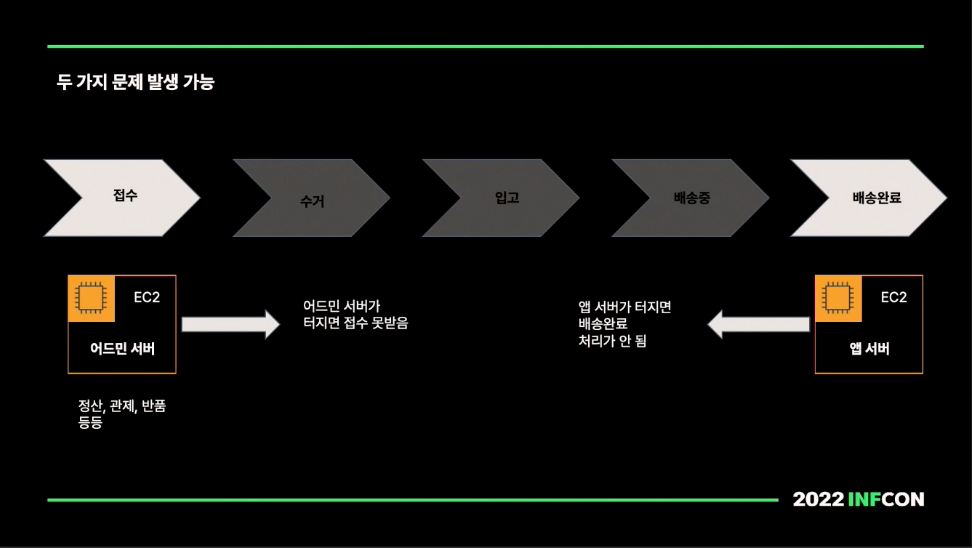 두 가지 문제 발생 가능
접수
수거
입고
배송중
배송완료
EC2
어드민 서버
어드민 서버가
터지면 접수 못받음
앱 서버가 터지면
배송완료
처리가 안 됨
EC2
앱 서버
정산, 관제, 반품
등등
2022 INFCON